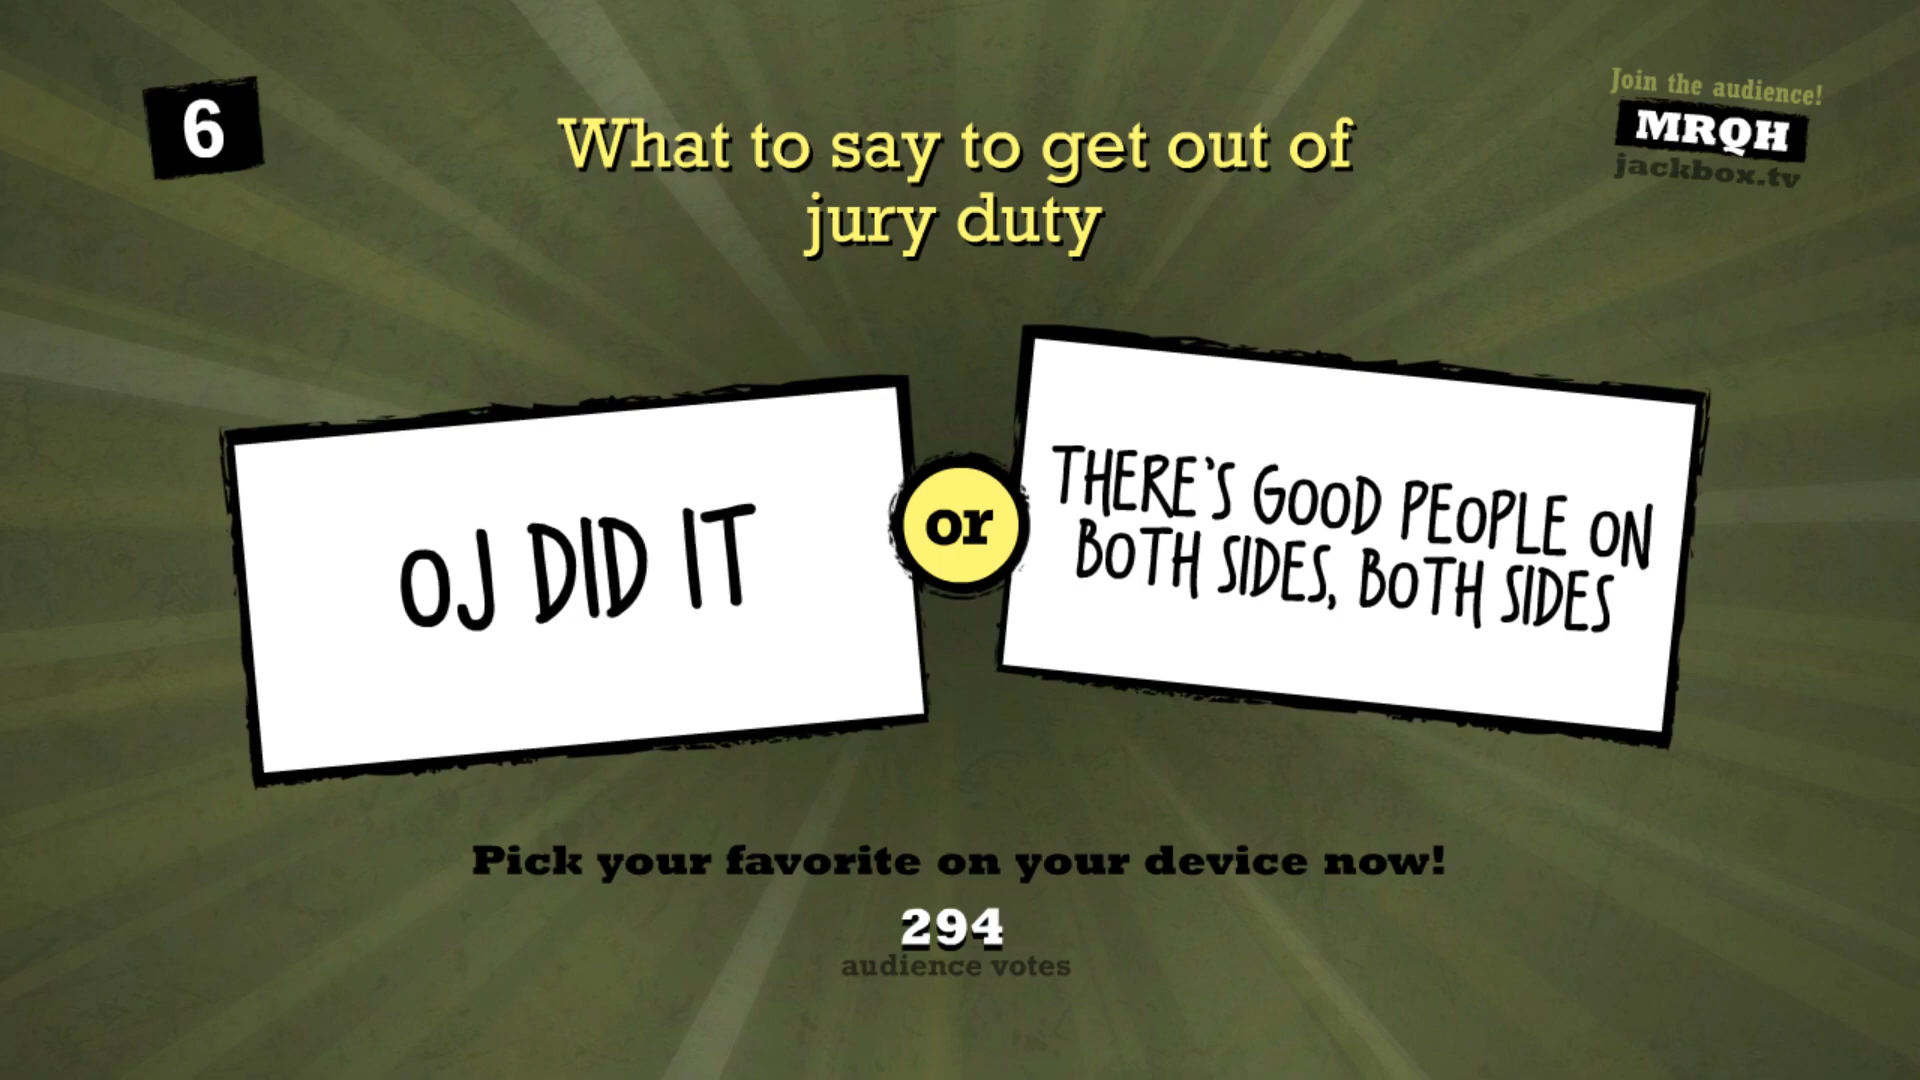 6
What to say to get out of
jury duty
Join the audience!
MRQH
jackbox.tv
OJ DID IT
or
THERE'S GOOD PEOPLE ON
BOTH SIDES, BOTH SIDES
Pick your favorite on your device now!
294
audience votes